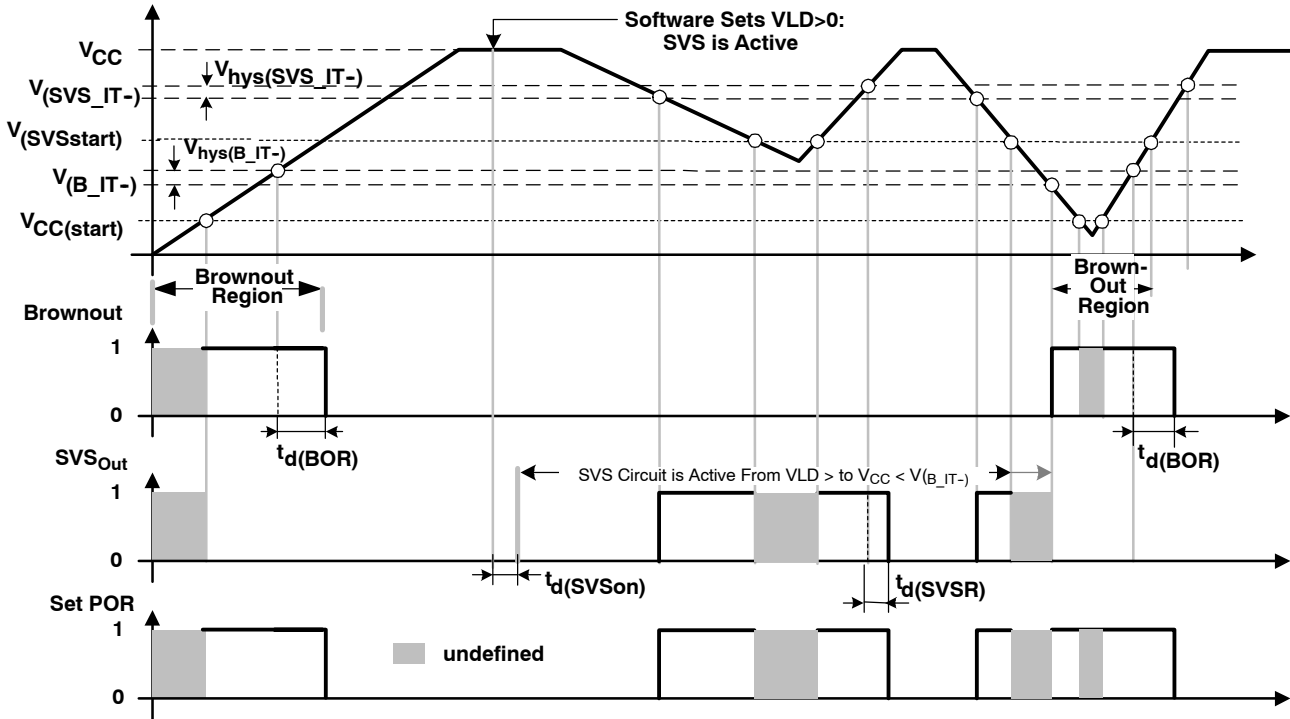 Software Sets VLD>0:
SVS is Active
VCC
Vhys(SVS_IT-)
V(SVS_IT-)
V(SVSstart)
Vhys(B_IT-)
V(B_IT-)
VCC(start)
Brownout
Region
Brown-
Out
Region
Brownout
1
0
td(BOR)
td(BOR)
SVSOut
SVS Circuit is Active From VLD > to VCC < V(B_IT-)
1
0
td(SVSon)
td(SVSR)
Set POR
1
undefined
0